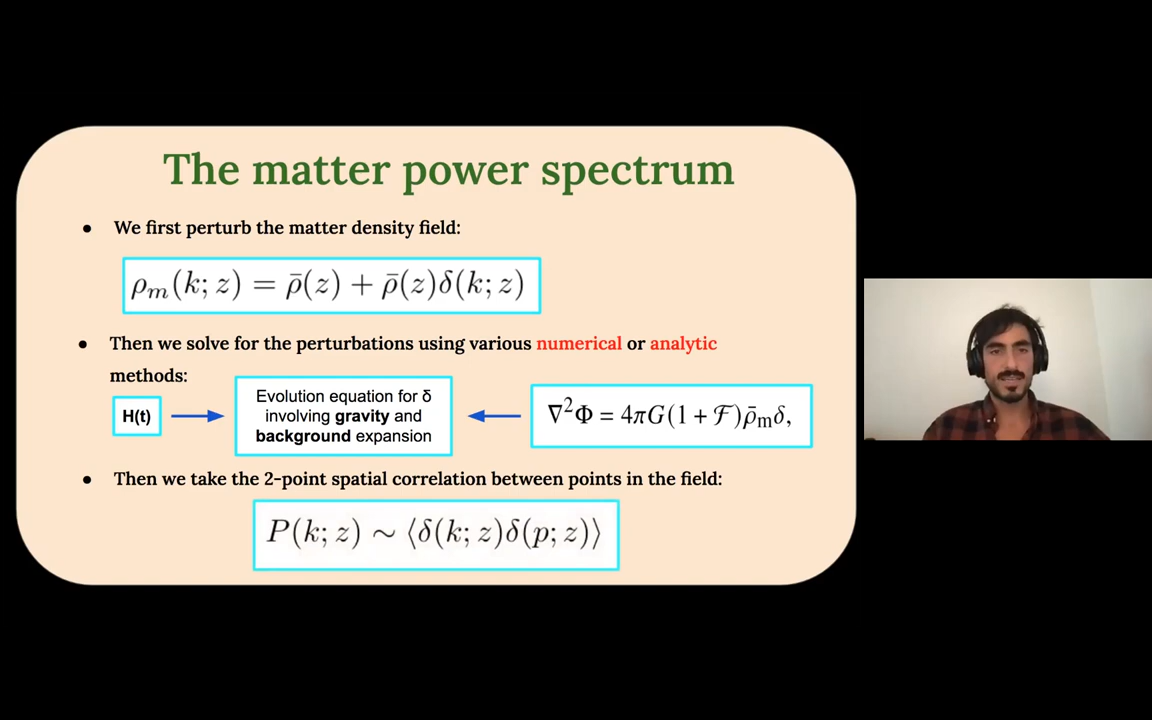 The matter power spectrum
● We first perturb the matter density field:
ρₘ(k; z) = ρ̄(z) + ρ̄(z)δ(k; z)
● Then we solve for the perturbations using various numerical or analytic
methods:
H(t)
Evolution equation for δ
involving gravity and
background expansion
∇²Φ = 4πG(1 + ℱ)ρ̄ₘδ,
● Then we take the 2-point spatial correlation between points in the field:
P(k; z) ∼ ⟨δ(k; z)δ(p; z)⟩